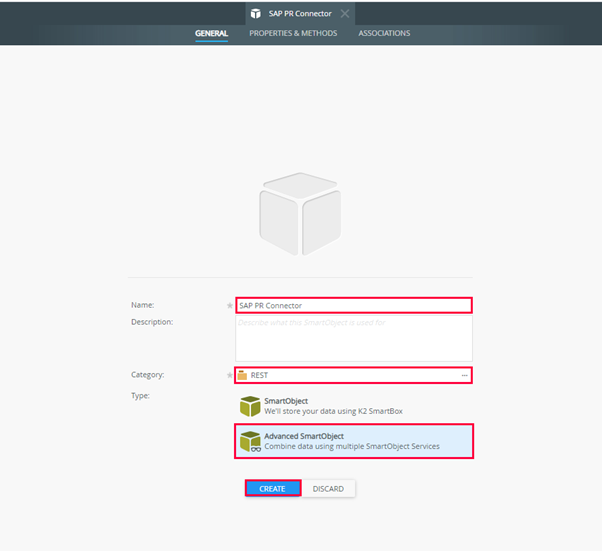 SAP PR Connector
GENERAL PROPERTIES & METHODS ASSOCIATIONS
Name: SAP PR Connector
Description: Describe what this SmartObject is used for
Category: REST ...
Type: SmartObject
We'll store your data using K2 SmartBox
Advanced SmartObject
Combine data using multiple SmartObject Services
CREATE DISCARD